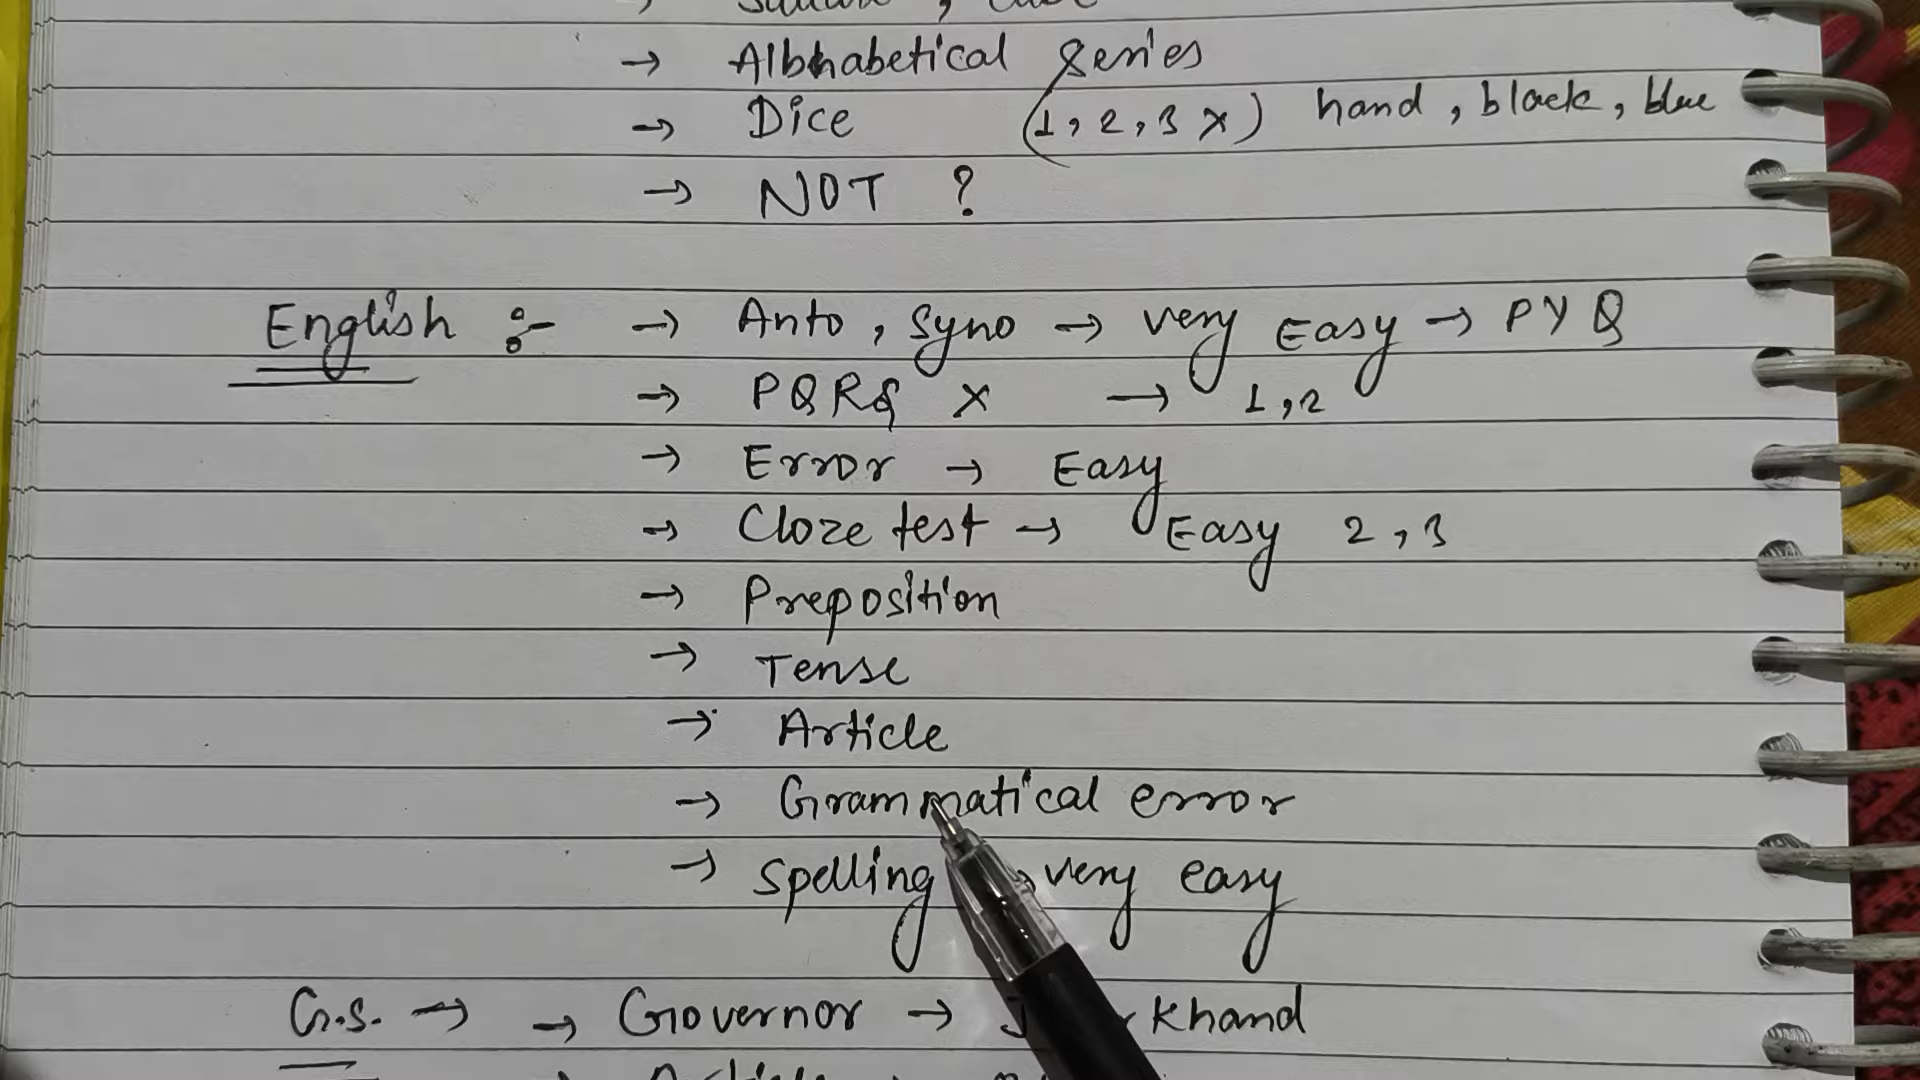 → Albhabetical Series
→ Dice (1, 2, 3 x) hand, black, blue
→ NOT ?
English :- → Anto, Syno → very Easy → PYQ
→ PQRS x → 1,2
→ Error → Easy
→ Cloze test → Easy 2,3
→ Preposition
→ Tense
→ Article
→ Grammatical error
→ Spelling very easy
G.S. → → Governor → khand